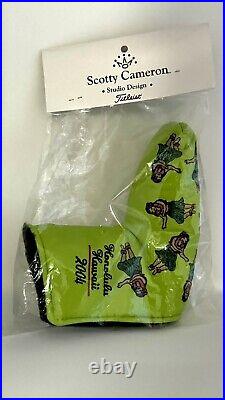 Scotty Cameron
• Studio Design •
Titleist
Honolulu
Hawaii
2004